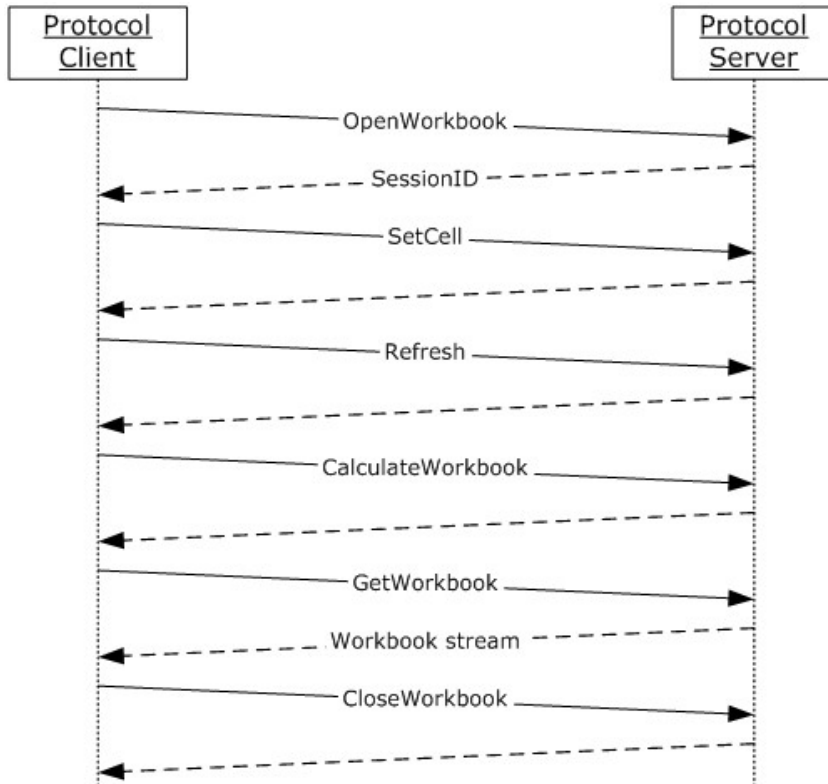 Protocol
Client
Protocol
Server
OpenWorkbook
SessionID
SetCell
Refresh
CalculateWorkbook
GetWorkbook
Workbook stream
CloseWorkbook